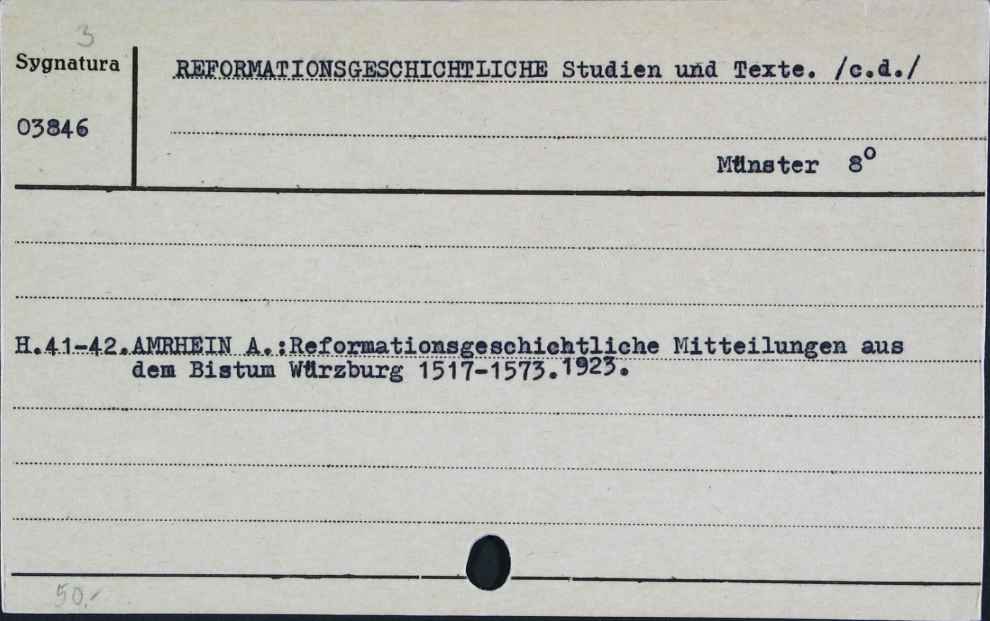 3
Sygnatura
REFORMATIONSGESCHICHTLICHE Studien und Texte. /c.d./
03846
Münster 8°
H.41-42.AMRHEIN A.:Reformationsgeschichtliche Mitteilungen aus
dem Bistum Würzburg 1517-1573.1923.
50.-